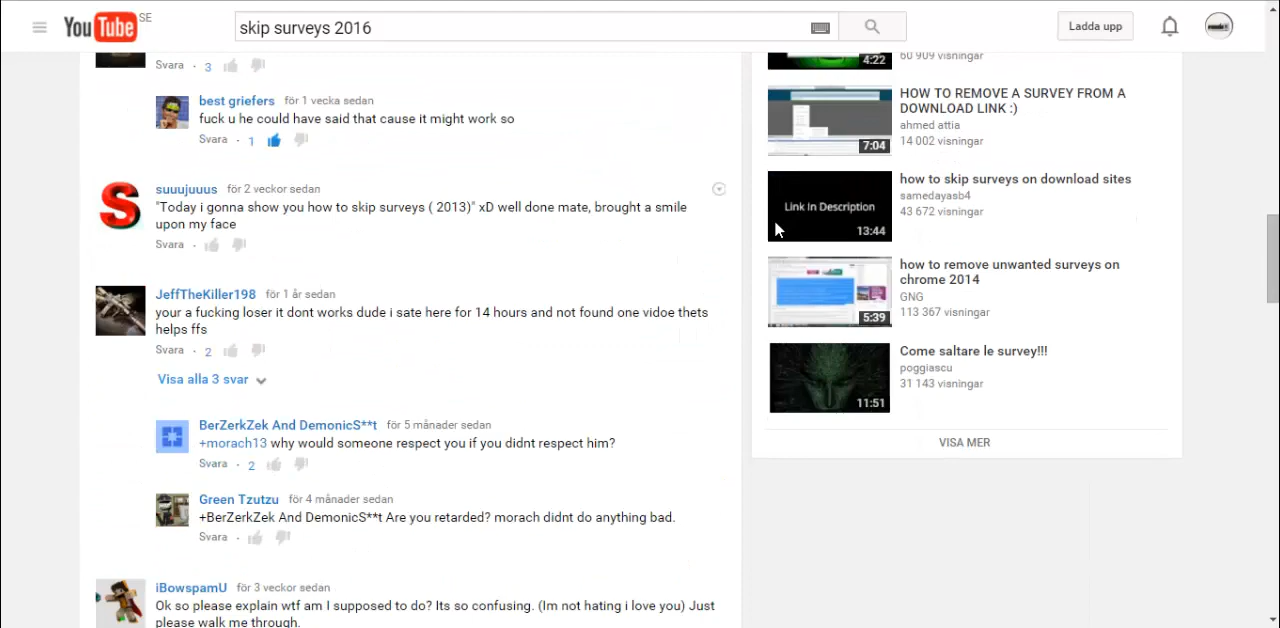 YouTube SE
skip surveys 2016
Ladda upp
Svara · 3
best griefers för 1 vecka sedan
fuck u he could have said that cause it might work so
Svara · 1
suuujuuus för 2 veckor sedan
"Today i gonna show you how to skip surveys ( 2013)" xD well done mate, brought a smile
upon my face
Svara ·
JeffTheKiller198 för 1 år sedan
your a fucking loser it dont works dude i sate here for 14 hours and not found one vidoe thets
helps ffs
Svara · 2
Visa alla 3 svar
BerZerkZek And DemonicS**t för 5 månader sedan
+morach13 why would someone respect you if you didnt respect him?
Svara · 2
Green Tzutzu för 4 månader sedan
+BerZerkZek And DemonicS**t Are you retarded? morach didnt do anything bad.
Svara ·
iBowspamU för 3 veckor sedan
Ok so please explain wtf am I supposed to do? Its so confusing. (Im not hating i love you) Just
please walk me through.
4:22
60 909 visningar
HOW TO REMOVE A SURVEY FROM A
DOWNLOAD LINK :)
ahmed attia
14 002 visningar
7:04
how to skip surveys on download sites
samedayasb4
43 672 visningar
Link In Description
13:44
how to remove unwanted surveys on
chrome 2014
GNG
113 367 visningar
5:39
Come saltare le survey!!!
poggiascu
31 143 visningar
11:51
VISA MER